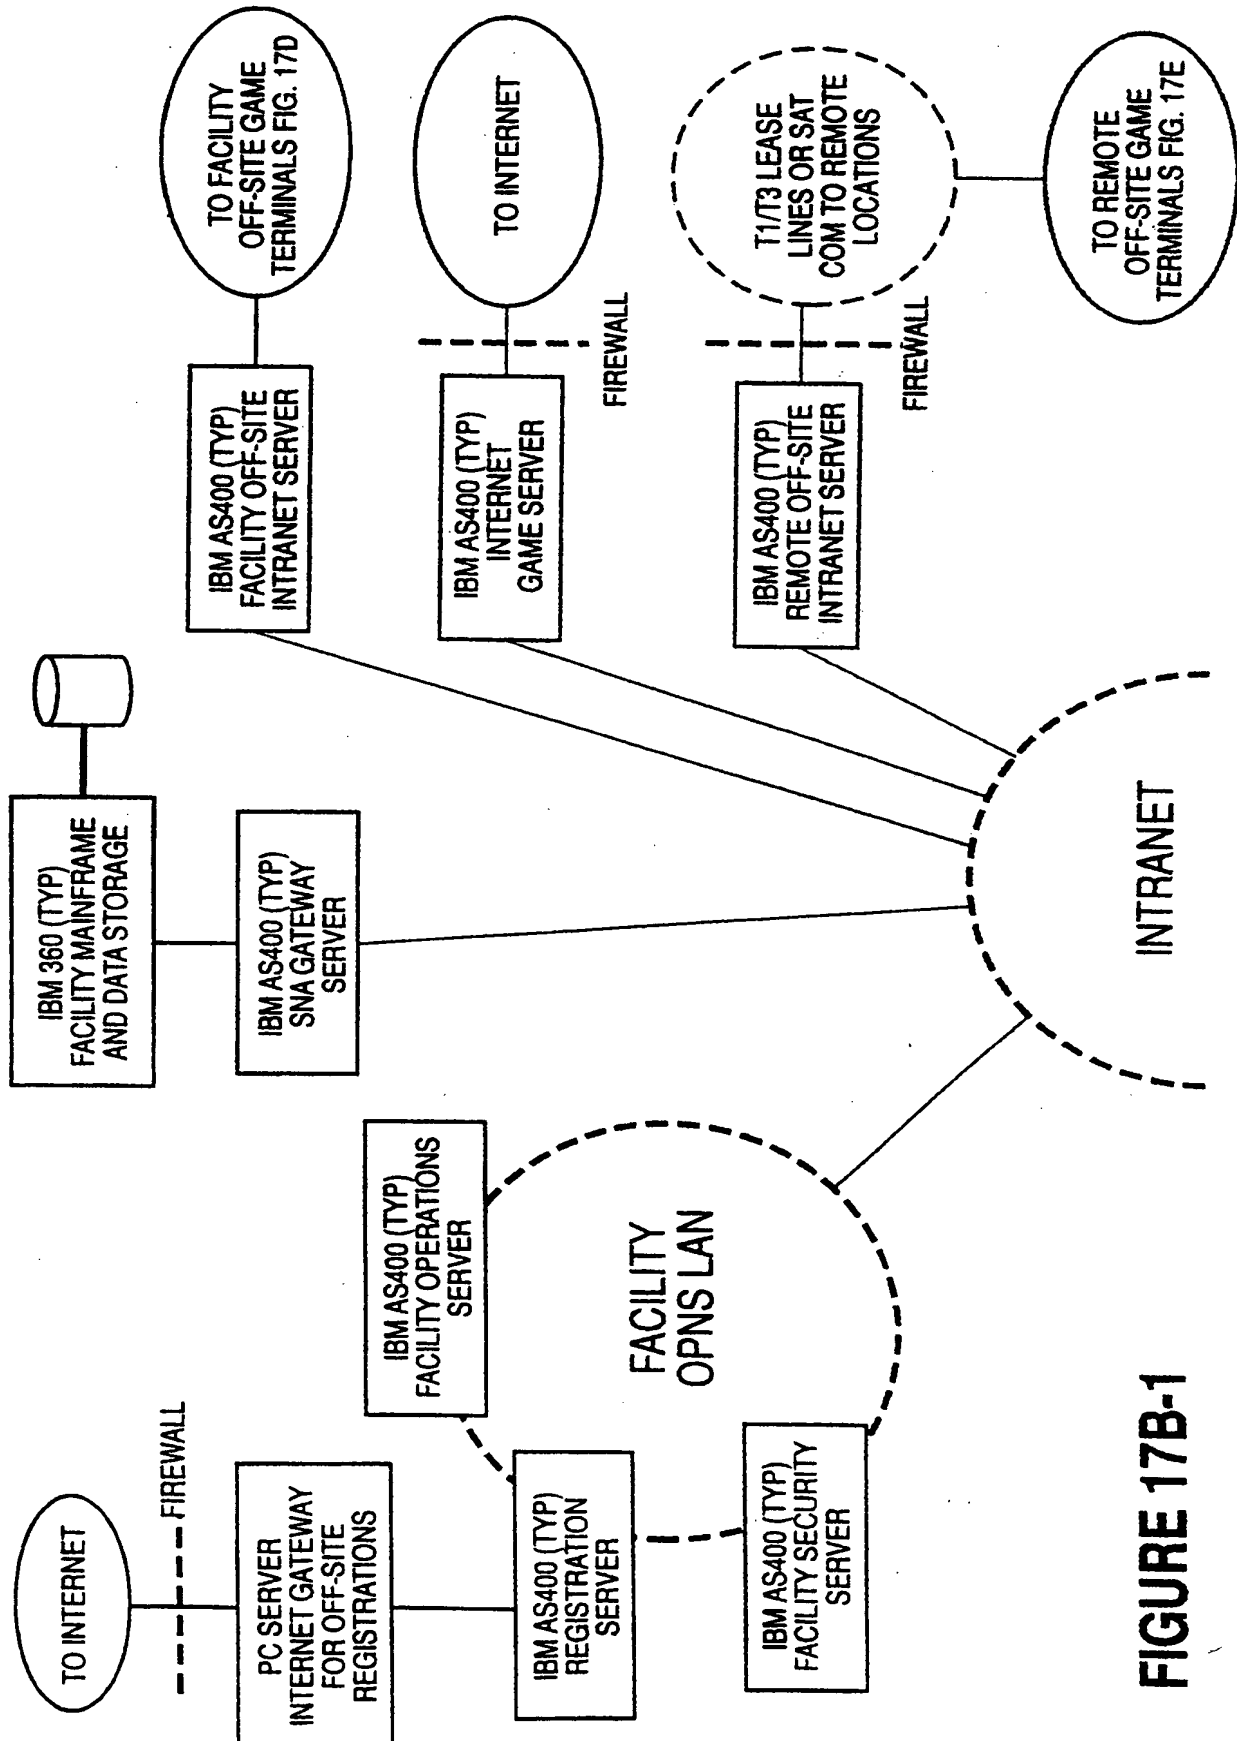 TO INTERNET
FIREWALL
PC SERVER
INTERNET GATEWAY
FOR OFF-SITE
REGISTRATIONS
IBM AS400 (TYP)
REGISTRATION
SERVER
IBM AS400 (TYP)
FACILITY SECURITY
SERVER
IBM AS400 (TYP)
FACILITY OPERATIONS
SERVER
FACILITY
OPNS LAN
IBM 360 (TYP)
FACILITY MAINFRAME
AND DATA STORAGE
IBM AS400 (TYP)
SNA GATEWAY
SERVER
INTRANET
IBM AS400 (TYP)
FACILITY OFF-SITE
INTRANET SERVER
TO FACILITY
OFF-SITE GAME
TERMINALS FIG. 17D
IBM AS400 (TYP)
INTERNET
GAME SERVER
FIREWALL
TO INTERNET
IBM AS400 (TYP)
REMOTE OFF-SITE
INTRANET SERVER
FIREWALL
T1/T3 LEASE
LINES OR SAT
COM TO REMOTE
LOCATIONS
TO REMOTE
OFF-SITE GAME
TERMINALS FIG. 17E
FIGURE 17B-1